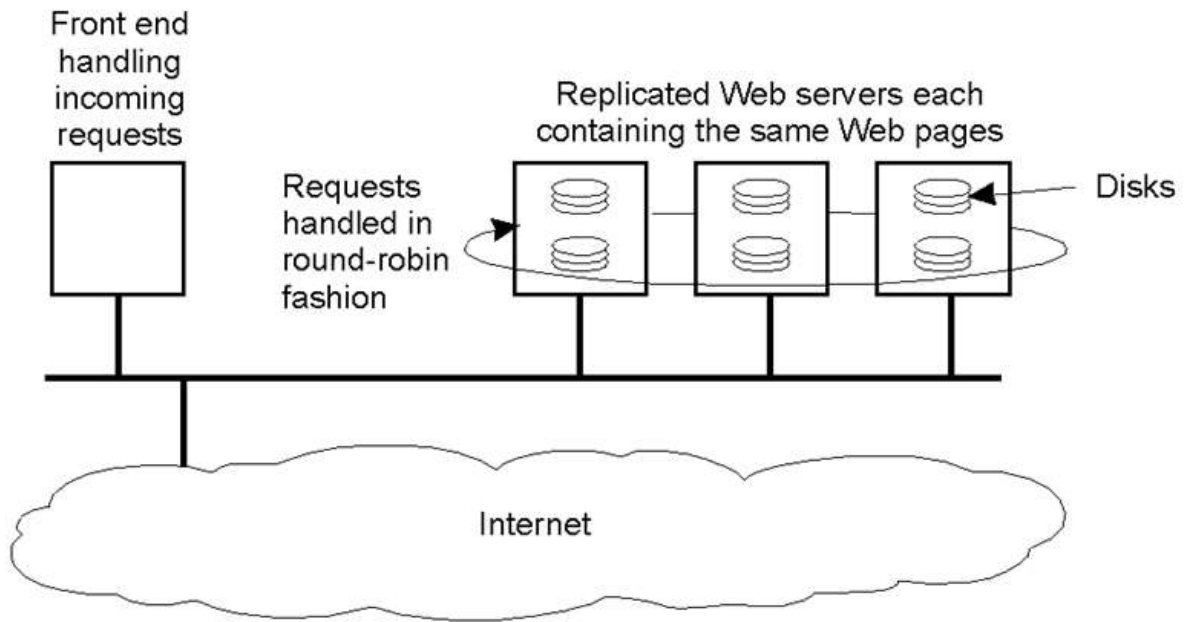 Front end
handling
incoming
requests
Replicated Web servers each
containing the same Web pages
Requests
handled in
round-robin
fashion
Disks
Internet